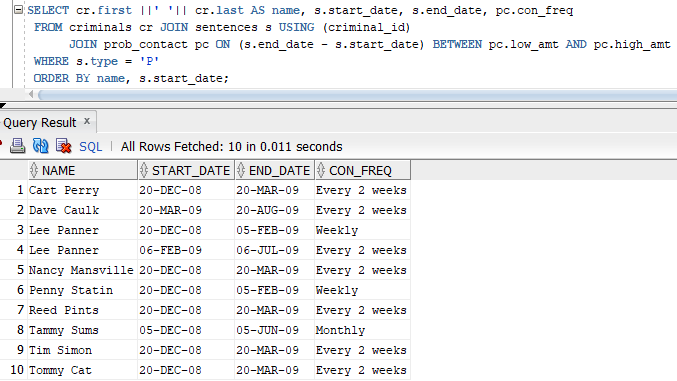 SELECT cr.first ||' '|| cr.last AS name, s.start_date, s.end_date, pc.con_freq
FROM criminals cr JOIN sentences s USING (criminal_id)
JOIN prob_contact pc ON (s.end_date - s.start_date) BETWEEN pc.low_amt AND pc.high_amt
WHERE s.type = 'P'
ORDER BY name, s.start_date;
Query Result x
SQL | All Rows Fetched: 10 in 0.011 seconds
NAME START_DATE END_DATE CON_FREQ
1 Cart Perry 20-DEC-08 20-MAR-09 Every 2 weeks
2 Dave Caulk 20-MAR-09 20-AUG-09 Every 2 weeks
3 Lee Panner 20-DEC-08 05-FEB-09 Weekly
4 Lee Panner 06-FEB-09 06-JUL-09 Every 2 weeks
5 Nancy Mansville 20-DEC-08 20-MAR-09 Every 2 weeks
6 Penny Statin 20-DEC-08 05-FEB-09 Weekly
7 Reed Pints 20-DEC-08 20-MAR-09 Every 2 weeks
8 Tammy Sums 05-DEC-08 05-JUN-09 Monthly
9 Tim Simon 20-DEC-08 20-MAR-09 Every 2 weeks
10 Tommy Cat 20-DEC-08 20-MAR-09 Every 2 weeks